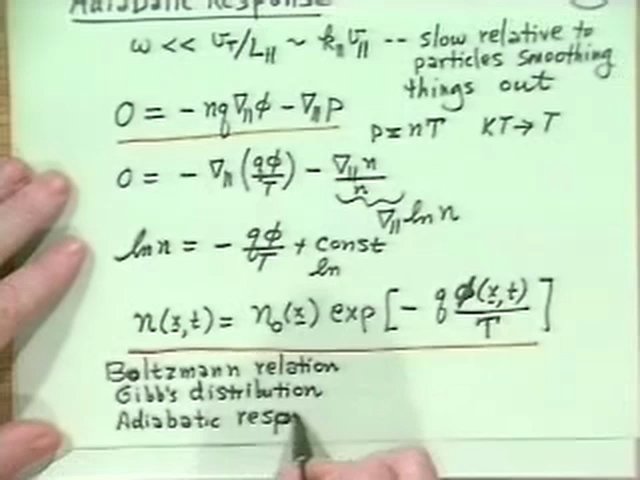 Adiabatic Response
ω << v_T/L_∥ ~ k_∥ v_∥ -- slow relative to
particles smoothing
things out
0 = - nq∇_∥ϕ - ∇_∥p
p = nT KT → T
0 = - ∇_∥ (qϕ/T) - ∇_∥n/n
∇_∥ ln n
ln n = - qϕ/T + const
ln
n(x,t) = n_0(x) exp [- q ϕ(x,t)/T]
Boltzmann relation
Gibb's distribution
Adiabatic resp